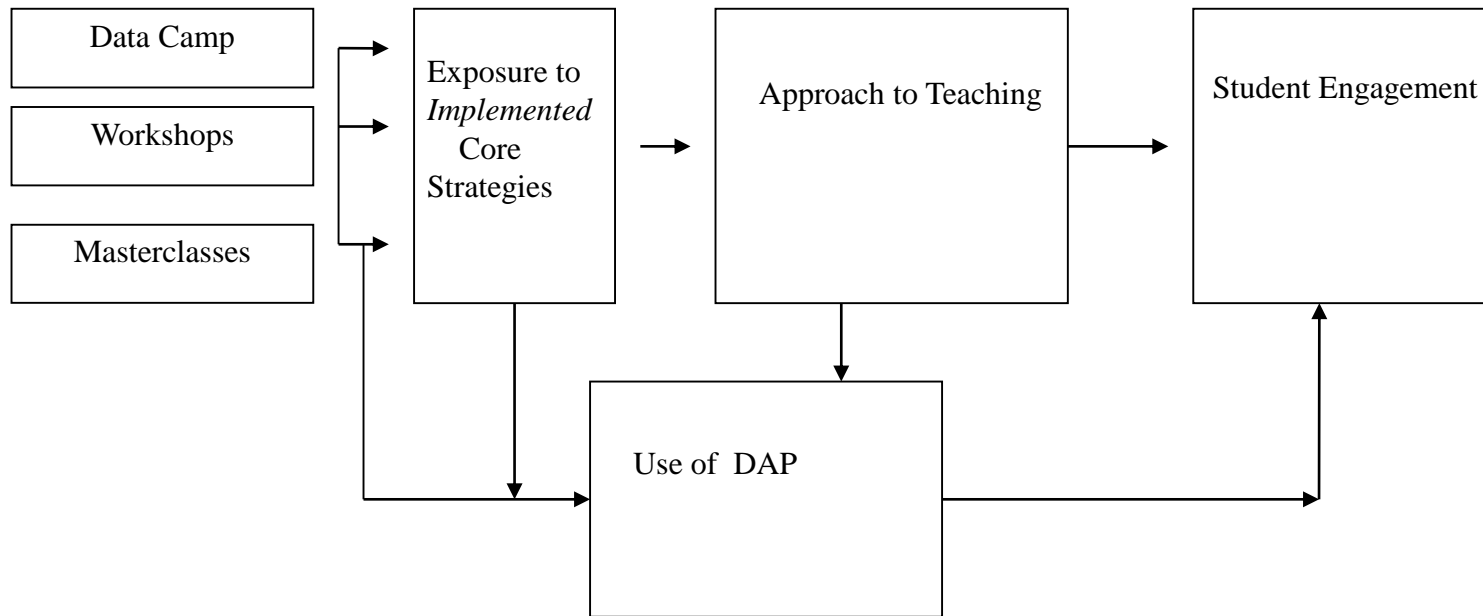 Data Camp
Workshops
Masterclasses
Exposure to
Implemented
Core
Strategies
Approach to Teaching
Student Engagement
Use of DAP